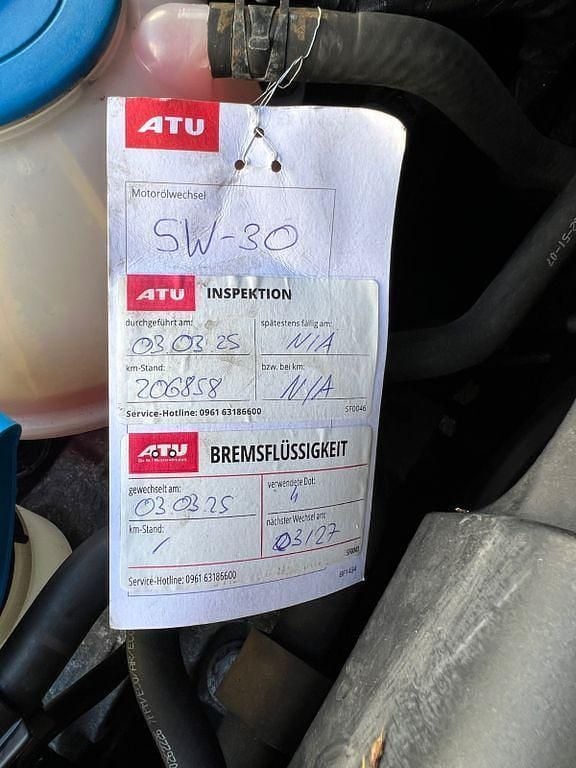 ATU
Motorölwechsel
5W-30
ATU INSPEKTION
durchgeführt am: spätestens fällig am:
03.03.25 N/A
km-Stand: bzw. bei km:
206858 N/A
Service-Hotline: 0961 63186600 SF0046
ATU BREMSFLÜSSIGKEIT
gewechselt am: verwendete Dot:
03.03.25 4
km-Stand: nächster Wechsel am:
/ 03/27
Service-Hotline: 0961 63186600